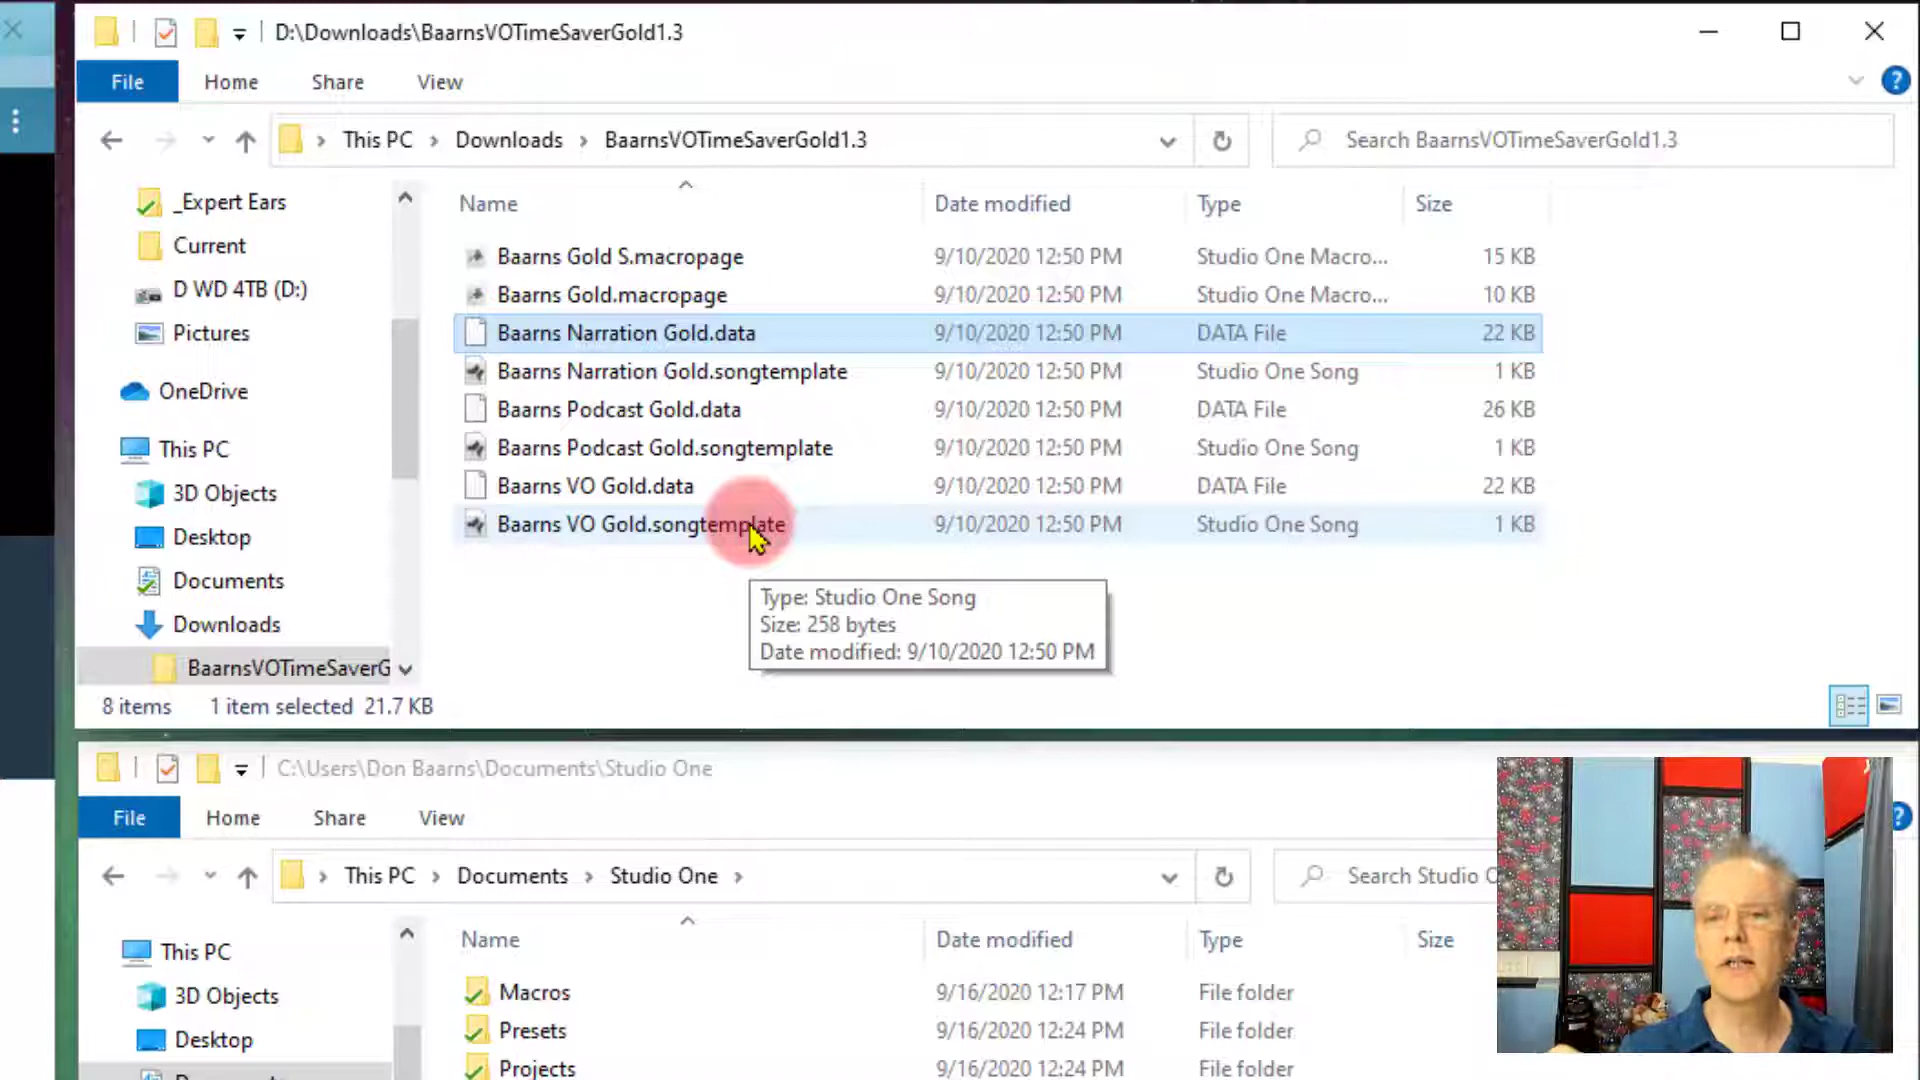 D:\Downloads\BaarnsVOTimeSaverGold1.3
File Home Share View
This PC Downloads BaarnsVOTimeSaverGold1.3 Search BaarnsVOTimeSaverGold1.3
Name Date modified Type Size
_Expert Ears
Current
D WD 4TB (D:)
Pictures
OneDrive
This PC
3D Objects
Desktop
Documents
Downloads
BaarnsVOTimeSaverG
Baarns Gold S.macropage 9/10/2020 12:50 PM Studio One Macro... 15 KB
Baarns Gold.macropage 9/10/2020 12:50 PM Studio One Macro... 10 KB
Baarns Narration Gold.data 9/10/2020 12:50 PM DATA File 22 KB
Baarns Narration Gold.songtemplate 9/10/2020 12:50 PM Studio One Song 1 KB
Baarns Podcast Gold.data 9/10/2020 12:50 PM DATA File 26 KB
Baarns Podcast Gold.songtemplate 9/10/2020 12:50 PM Studio One Song 1 KB
Baarns VO Gold.data 9/10/2020 12:50 PM DATA File 22 KB
Baarns VO Gold.songtemplate 9/10/2020 12:50 PM Studio One Song 1 KB
Type: Studio One Song
Size: 258 bytes
Date modified: 9/10/2020 12:50 PM
8 items 1 item selected 21.7 KB
C:\Users\Don Baarns\Documents\Studio One
File Home Share View
This PC Documents Studio One Search Studio
Name Date modified Type Size
This PC
3D Objects
Desktop
Macros 9/16/2020 12:17 PM File folder
Presets 9/16/2020 12:24 PM File folder
Projects 9/16/2020 12:24 PM File folder